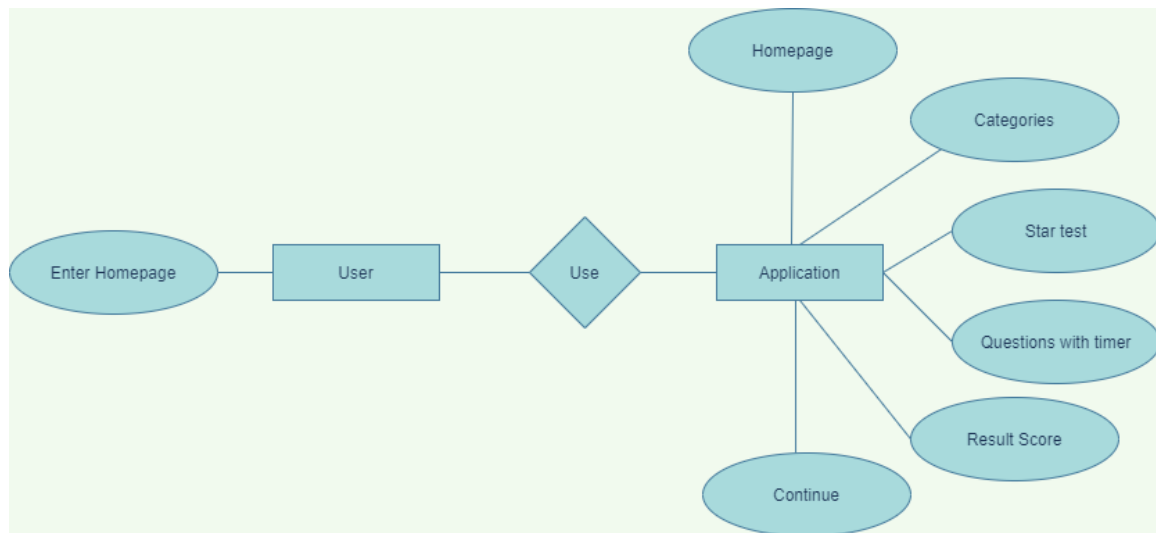 Homepage
Categories
Star test
Enter Homepage
User
Use
Application
Questions with timer
Result Score
Continue